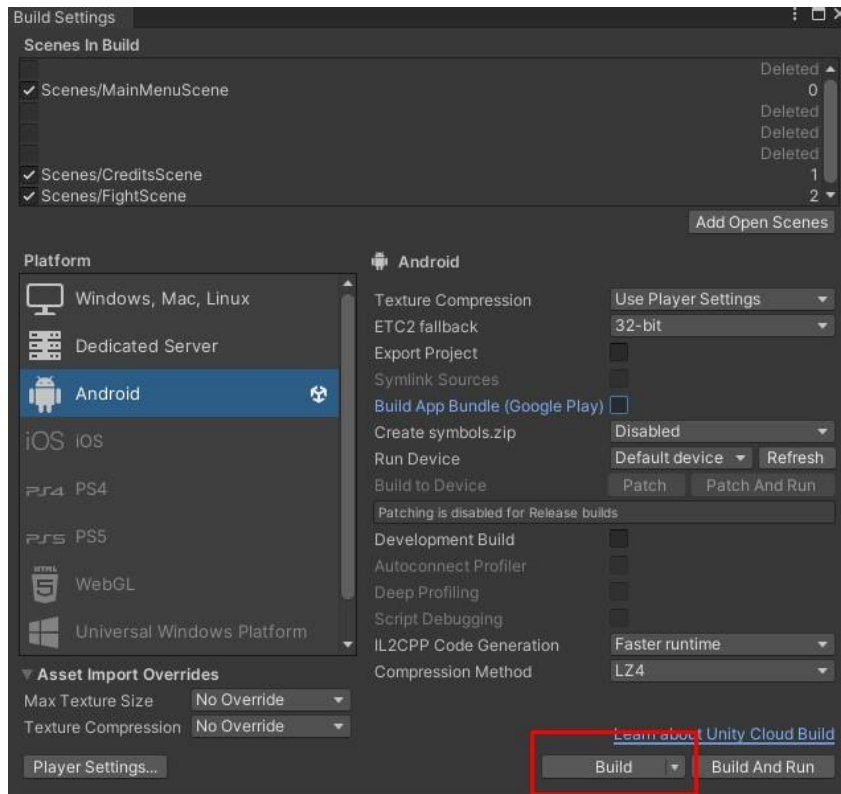 Build Settings
Scenes In Build
Deleted
Scenes/MainMenuScene 0
Deleted
Deleted
Deleted
Scenes/CreditsScene 1
Scenes/FightScene 2
Add Open Scenes
Platform
Windows, Mac, Linux
Dedicated Server
Android
iOS iOS
PS4 PS4
PS5 PS5
HTML 5 WebGL
Universal Windows Platform
Android
Texture Compression Use Player Settings
ETC2 fallback 32-bit
Export Project
Symlink Sources
Build App Bundle (Google Play)
Create symbols.zip Disabled
Run Device Default device Refresh
Build to Device Patch Patch And Run
Patching is disabled for Release builds
Development Build
Autoconnect Profiler
Deep Profiling
Script Debugging
IL2CPP Code Generation Faster runtime
Compression Method LZ4
Asset Import Overrides
Max Texture Size No Override
Texture Compression No Override
Learn about Unity Cloud Build
Player Settings... Build Build And Run